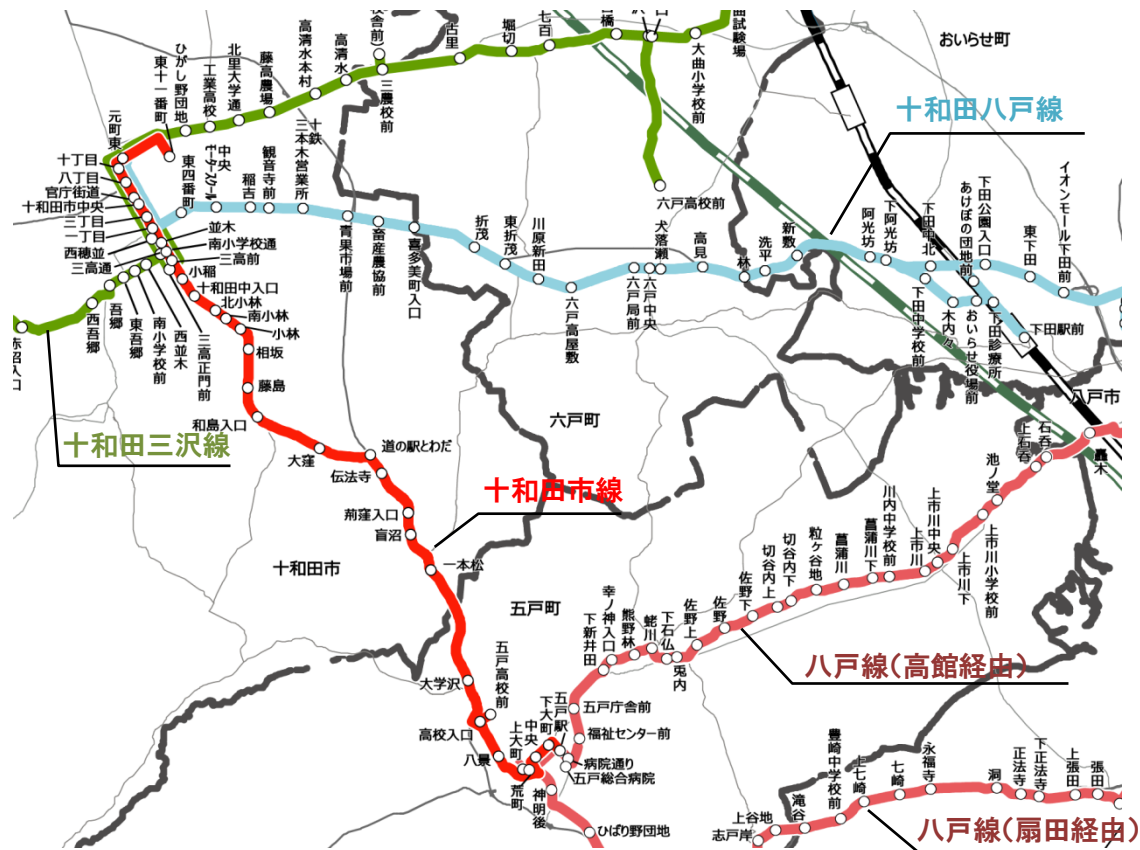 おいらせ町
十和田八戸線
曲試験場
大曲小学校前
六戸高校前
七百
堀切
古里
三農校前
高清水
高清水本村
藤高農場
北里大学通
工業高校
ひがし野団地
東十一番町
元町東
十丁目
八丁目
官庁街道
十和田市中央
三丁目
一丁目
西穂並
三高通
東四番町
中央
モータースクール
稲吉
観音寺前
十鉄
三本木営業所
青果市場前
畜産農協前
喜多美町入口
折茂
東折茂
川原新田
六戸高屋敷
六戸局前
六戸中央
犬落瀬
高見
林
洗平
新敷
阿光坊
下阿光坊
下田中北
あけぼの団地前
下田公園入口
東下田
イオンモール下田前
下田中学校前
木内々
おいらせ役場前
下田診療所
下田駅前
並木
南小学校通
三高前
小稲
十和田中入口
北小林
南小林
小林
相坂
藤島
和島入口
大窪
道の駅とわだ
伝法寺
荊窪入口
盲沼
一本松
大学沢
五戸高校前
高校入口
八景
上大町
中央
下大町
五戸駅
荒町
神明後
病院通り
五戸総合病院
ひばり野団地
三高正門前
西並木
南小学校前
東吾郷
吾郷
西吾郷
赤沼入口
十和田三沢線
十和田市線
十和田市
六戸町
五戸町
八戸市
轟木
石呑
上石呑
池ノ堂
上市川小学校前
上市川下
上市川中央
上市川
川内中学校前
菖蒲川下
菖蒲川
粒ヶ谷地
切谷内下
切谷内上
佐野下
佐野
佐野上
兎内
下石仏
蛯川
熊野林
幸ノ神入口
下新井田
五戸庁舎前
福祉センター前
八戸線（高館経由）
豊崎中学校前
上七崎
七崎
永福寺
洞
正法寺
下正法寺
上張田
張田
滝谷
上谷地
志戸岸
八戸線（扇田経由）